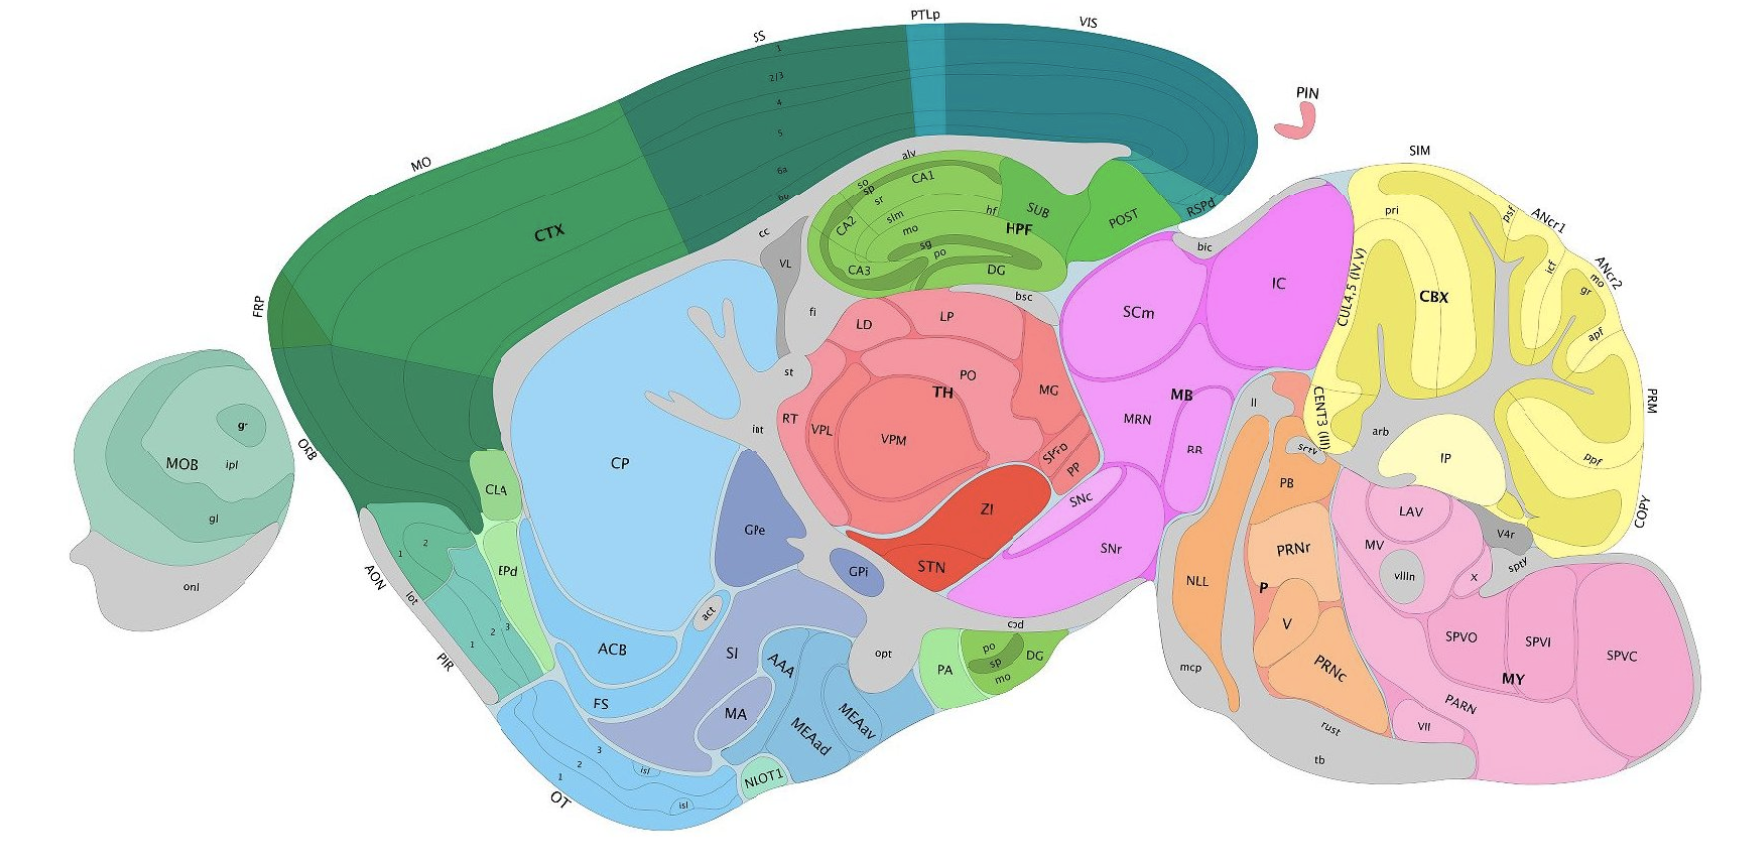 PTLp
VIS
SS
1
2/3
4
5
6a
6b
PIN
MO
SIM
alv
CA1
so
sp
sr
slm
CA2
hf
SUB
HPF
POST
RSPd
pri
psf
ANcr1
CTX
cc
mo
sg
po
CA3
DG
bic
VL
IC
CUL4,5 (IV,V)
CBX
icf
ANcr2
mo
gr
apf
FRP
fi
bsc
SCm
LD
LP
st
PO
TH
MG
MB
RT
VPL
VPM
int
MRN
RR
ll
CENT3 (III)
arb
PRM
gr
ORB
MOB
ipl
CP
SPFp
PP
sctv
IP
ppf
CLA
PB
gl
ZI
SNc
LAV
COPY
GPe
SNr
PRNr
MV
V4r
1
2
EPd
STN
GPi
vIIIn
x
sptV
AON
lot
NLL
P
onl
act
cpd
V
SPVO
SPVI
SPVC
1
2
3
PIR
ACB
SI
AAA
opt
PA
po
sp
mo
DG
mcp
PRNc
MY
FS
MA
MEAav
MEAad
PARN
VII
rust
3
2
1
isl
isl
NLOT1
tb
OT